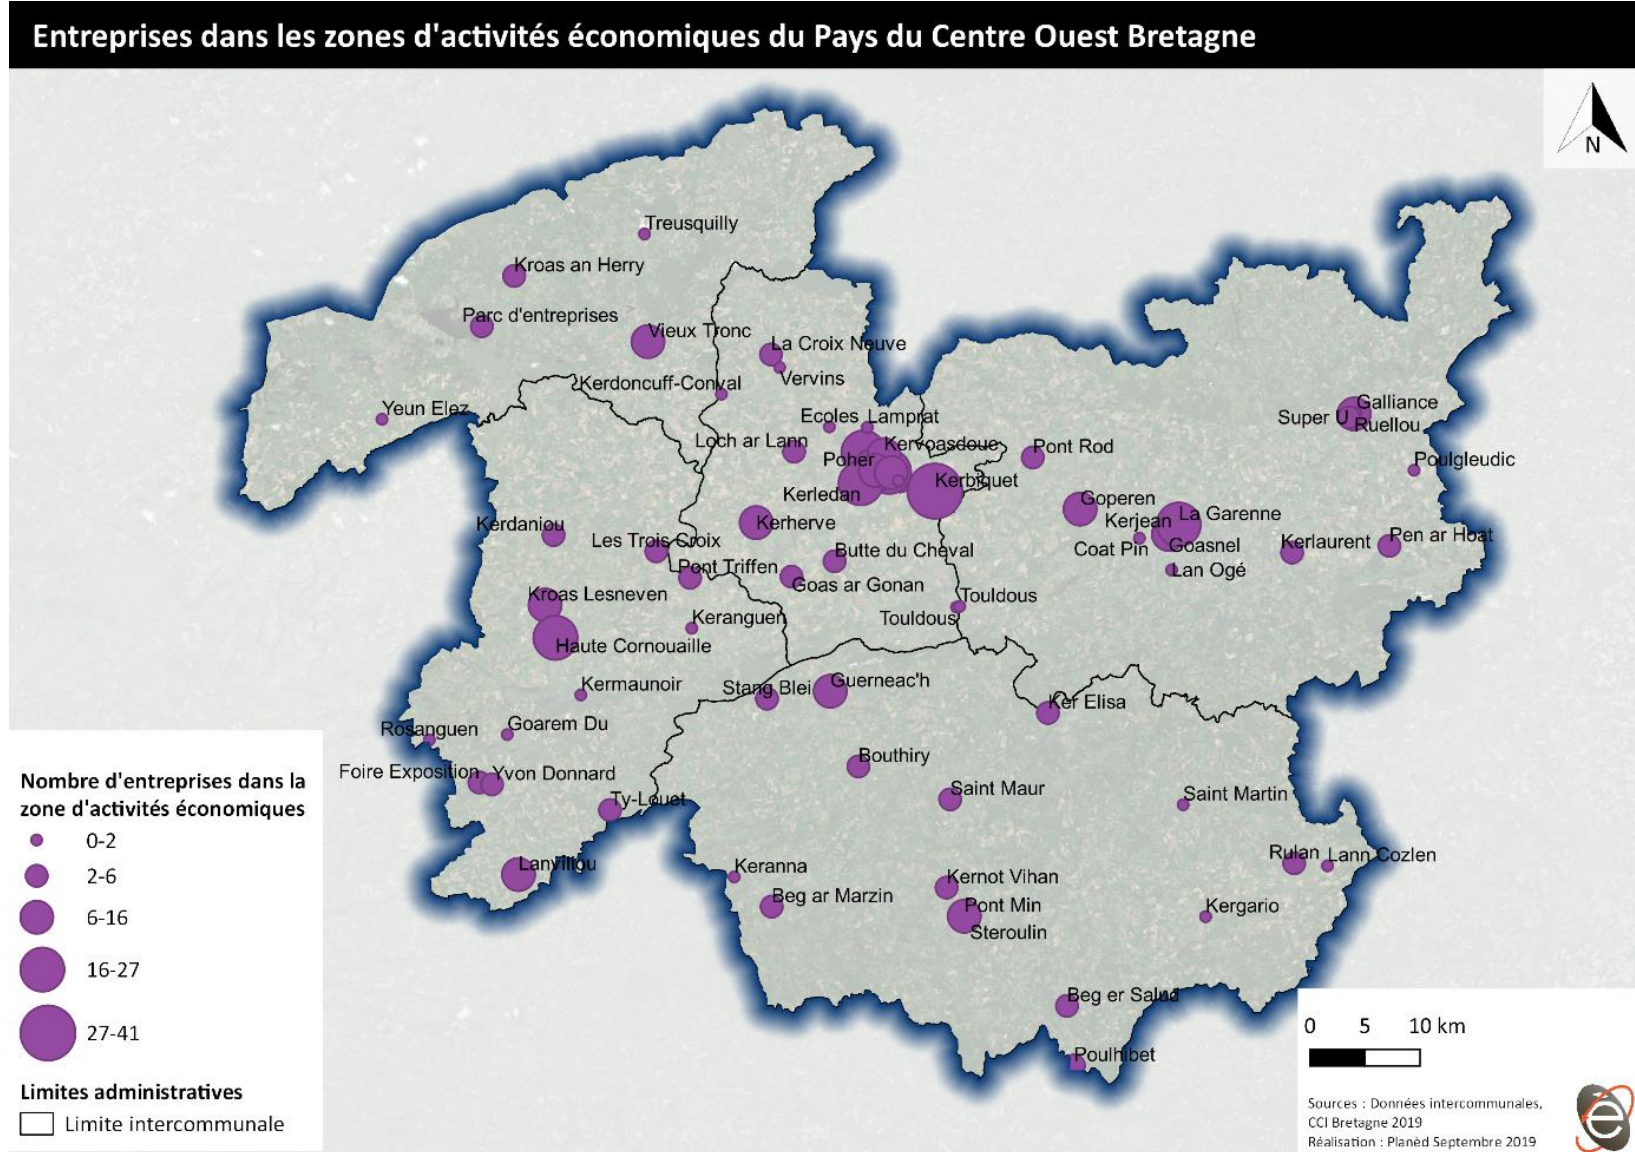 Entreprises dans les zones d'activités économiques du Pays du Centre Ouest Bretagne
N
Treusquilly
Kroas an Herry
Parc d'entreprises
Vieux Tronc
La Croix Neuve
Vervins
Kerdoncuff-Conval
Yeun Elez
Ecoles Lamprat
Galliance
Super U Ruellou
Loch ar Lann
Kervoasdoue
Pont Rod
Poher
Poulgleudic
Kerbiquet
Kerledan
Goperen
La Garenne
Kerdaniou
Kerherve
Kerjean
Les Trois Croix
Pen ar Hoat
Kerlaurent
Coat Pin Goasnel
Butte du Cheval
Pont Triffen
Lan Ogé
Goas ar Gonan
Kroas Lesneven
Touldous
Keranguen
Touldous
Haute Cornouaille
Kermaunoir
Stang Blei
Guerneac'h
Ker Elisa
Goarem Du
Rosanguen
Bouthiry
Foire Exposition
Yvon Donnard
Saint Maur
Saint Martin
Ty-Louet
Rulan
Lann Cozlen
Lanvillou
Keranna
Kernot Vihan
Beg ar Marzin
Pont Min
Kergario
Steroulin
Beg er Salud
Poulhibet
Nombre d'entreprises dans la
zone d'activités économiques
0-2
2-6
6-16
16-27
27-41
Limites administratives
Limite intercommunale
0 5 10 km
Sources : Données intercommunales,
CCI Bretagne 2019
Réalisation : Planèd Septembre 2019
è